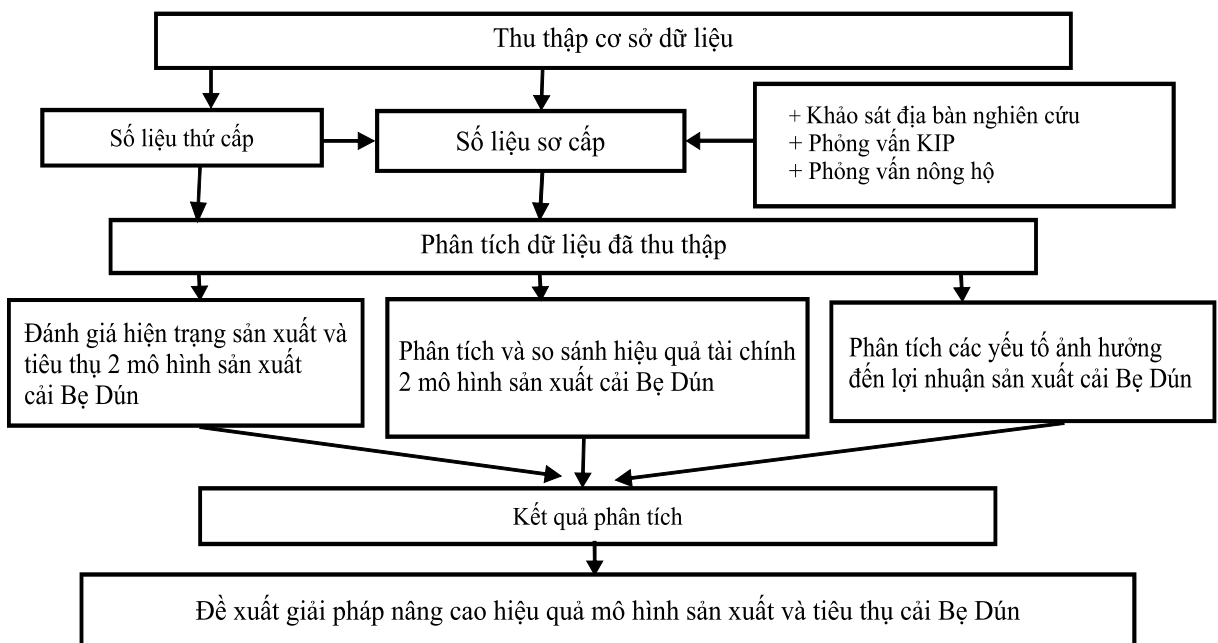 Thu thập cơ sở dữ liệu
Số liệu thứ cấp
Số liệu sơ cấp
+ Khảo sát địa bàn nghiên cứu
+ Phỏng vấn KIP
+ Phỏng vấn nông hộ
Phân tích dữ liệu đã thu thập
Đánh giá hiện trạng sản xuất và
tiêu thụ 2 mô hình sản xuất
cải Bẹ Dún
Phân tích và so sánh hiệu quả tài chính
2 mô hình sản xuất cải Bẹ Dún
Phân tích các yếu tố ảnh hưởng
đến lợi nhuận sản xuất cải Bẹ Dún
Kết quả phân tích
Đề xuất giải pháp nâng cao hiệu quả mô hình sản xuất và tiêu thụ cải Bẹ Dún